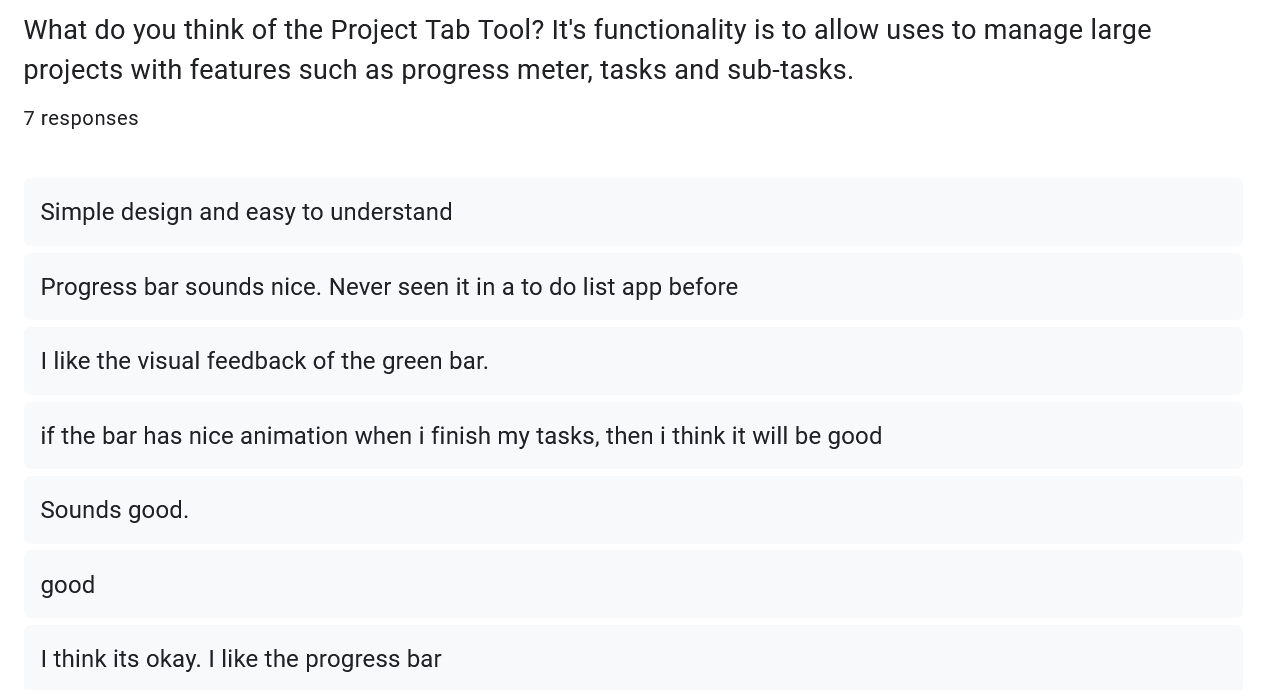 What do you think of the Project Tab Tool? It's functionality is to allow uses to manage large
projects with features such as progress meter, tasks and sub-tasks.
7 responses
Simple design and easy to understand
Progress bar sounds nice. Never seen it in a to do list app before
I like the visual feedback of the green bar.
if the bar has nice animation when i finish my tasks, then i think it will be good
Sounds good.
good
I think its okay. I like the progress bar